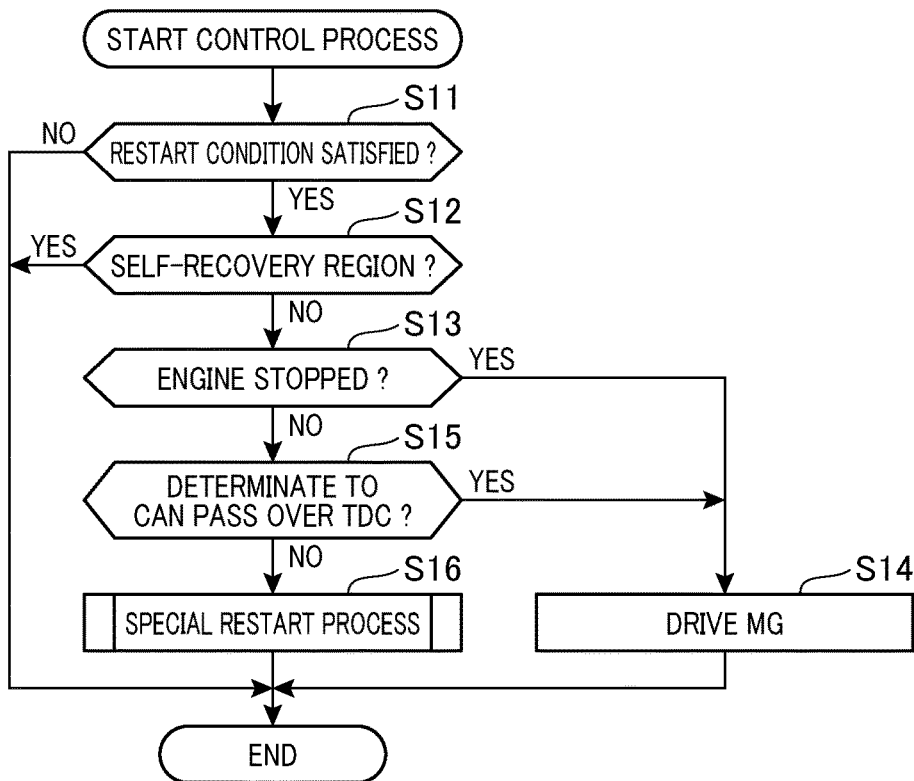 START CONTROL PROCESS
S11
NO
RESTART CONDITION SATISFIED ?
YES
S12
YES
SELF-RECOVERY REGION ?
NO
S13
YES
ENGINE STOPPED ?
NO
S15
YES
DETERMINATE TO
CAN PASS OVER TDC ?
NO
S16
S14
SPECIAL RESTART PROCESS
DRIVE MG
END